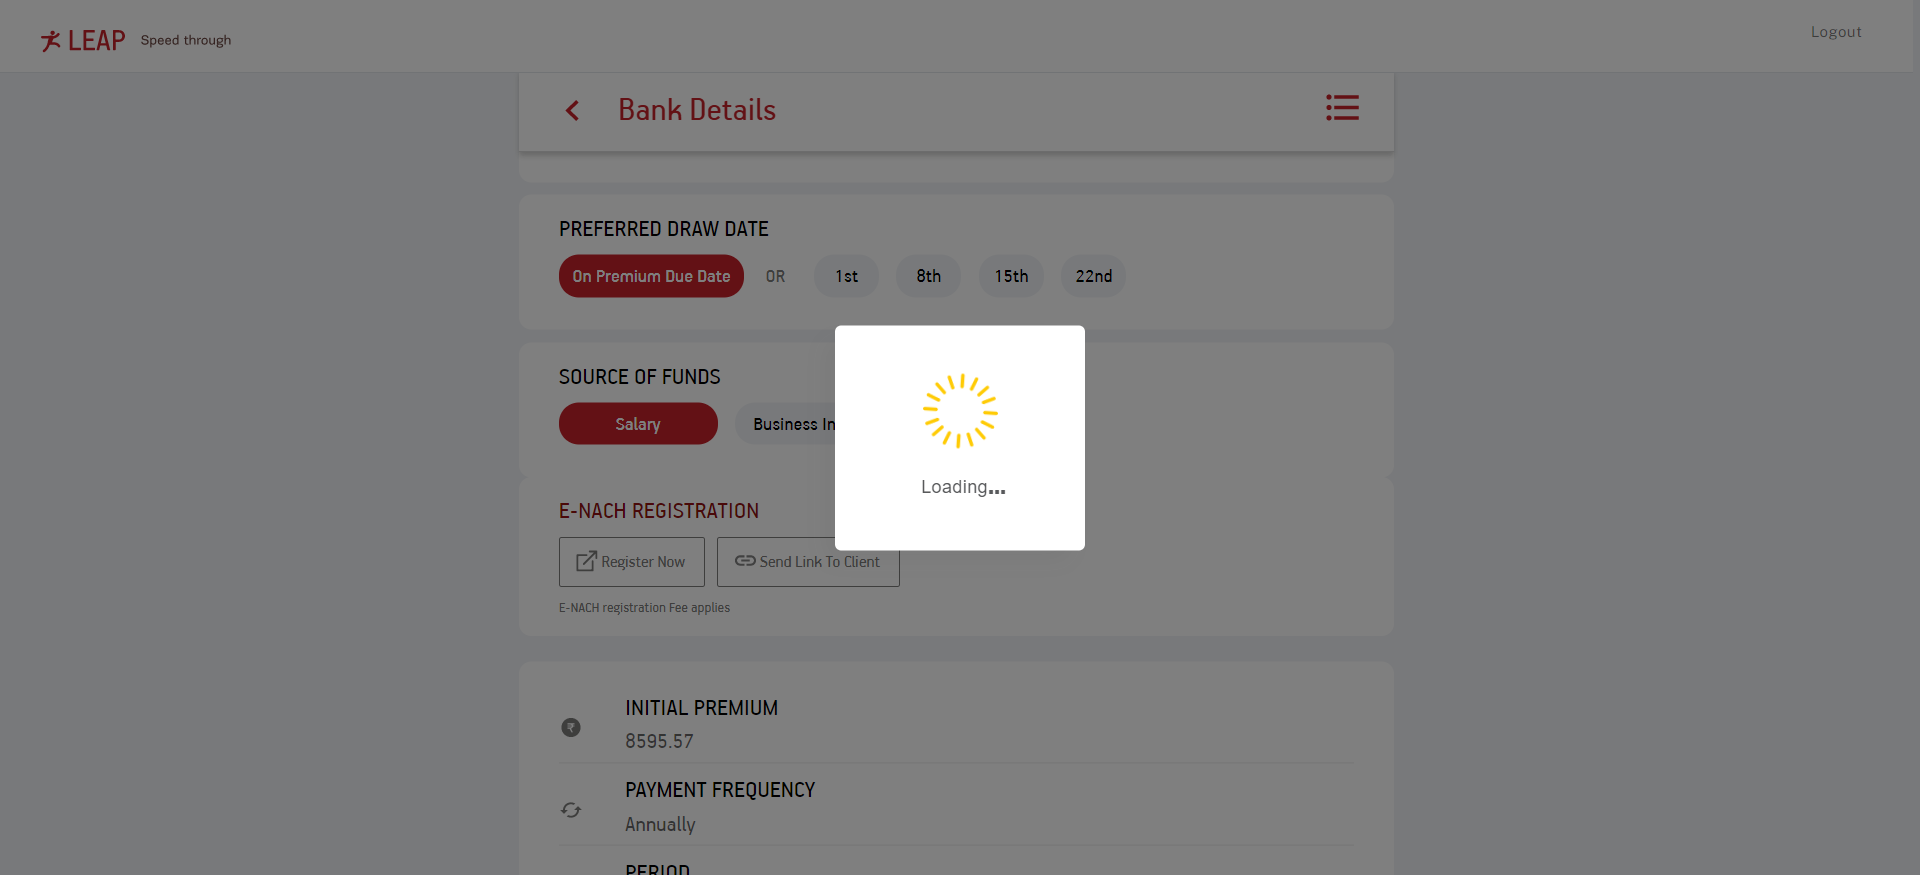 LEAP Speed through
Logout
Bank Details
PREFERRED DRAW DATE
On Premium Due Date OR 1st 8th 15th 22nd
SOURCE OF FUNDS
Salary Business In
Loading...
E-NACH REGISTRATION
Register Now Send Link To Client
E-NACH registration Fee applies
INITIAL PREMIUM
8595.57
PAYMENT FREQUENCY
Annually
PERIOD